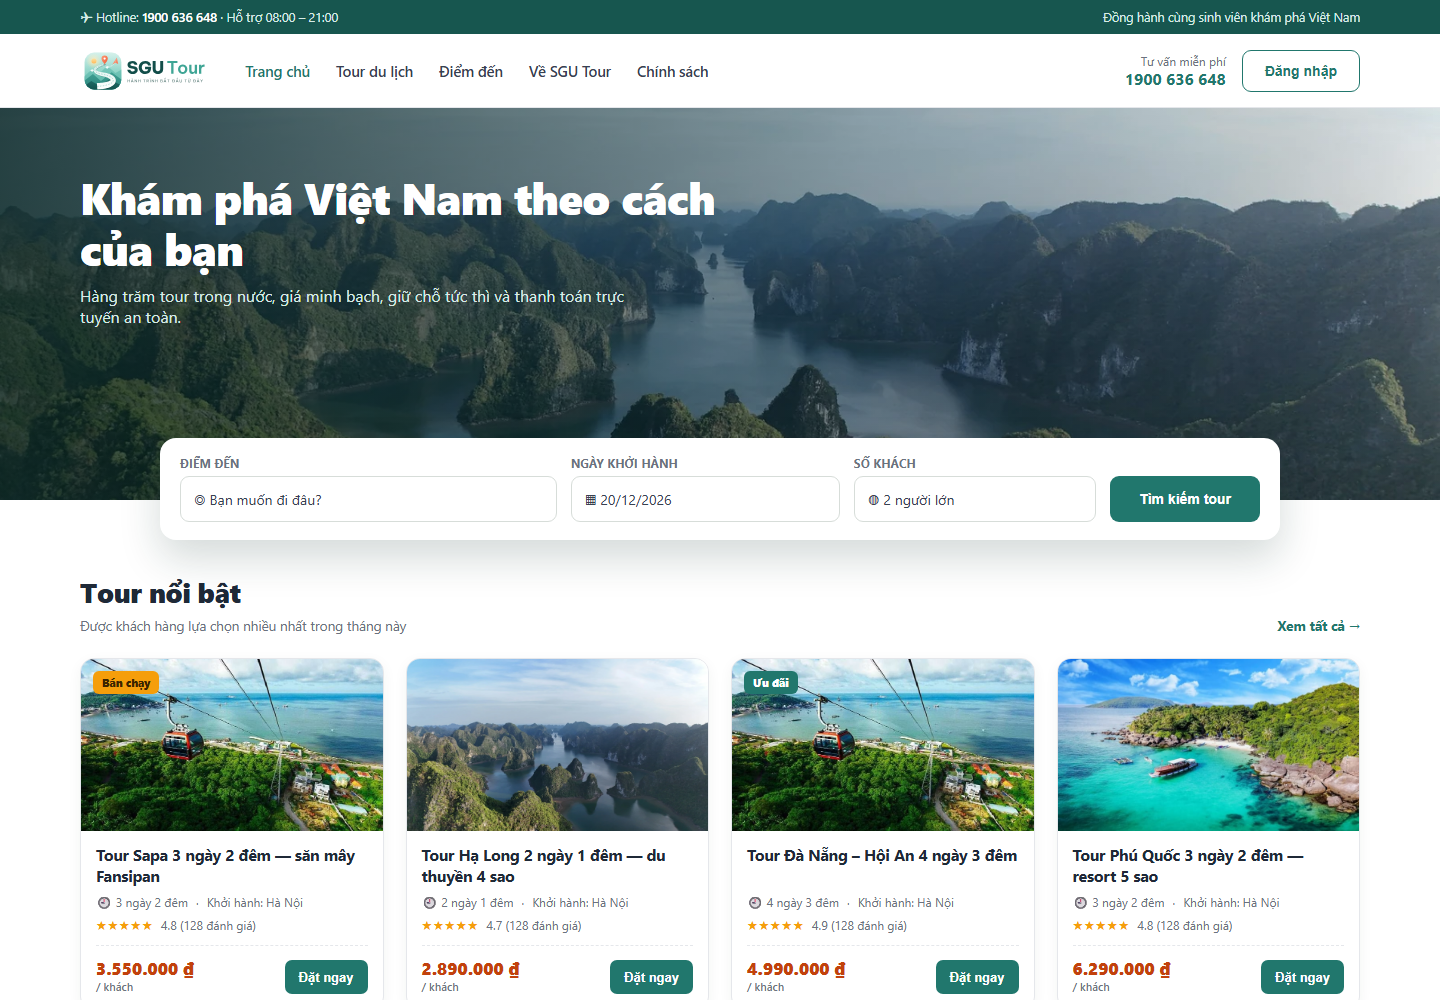 Hotline: 1900 636 648 · Hỗ trợ 08:00 – 21:00
Đồng hành cùng sinh viên khám phá Việt Nam
SGU Tour
HÀNH TRÌNH BẮT ĐẦU TỪ ĐÂY
Trang chủ
Tour du lịch
Điểm đến
Về SGU Tour
Chính sách
Tư vấn miễn phí
1900 636 648
Đăng nhập
Khám phá Việt Nam theo cách
của bạn
Hàng trăm tour trong nước, giá minh bạch, giữ chỗ tức thì và thanh toán trực
tuyến an toàn.
ĐIỂM ĐẾN
Bạn muốn đi đâu?
NGÀY KHỞI HÀNH
20/12/2026
SỐ KHÁCH
2 người lớn
Tìm kiếm tour
Tour nổi bật
Được khách hàng lựa chọn nhiều nhất trong tháng này
Xem tất cả →
Bán chạy
Tour Sapa 3 ngày 2 đêm — săn mây
Fansipan
3 ngày 2 đêm · Khởi hành: Hà Nội
★★★★★ 4.8 (128 đánh giá)
3.550.000 ₫
/ khách
Đặt ngay
Tour Hạ Long 2 ngày 1 đêm — du
thuyền 4 sao
2 ngày 1 đêm · Khởi hành: Hà Nội
★★★★★ 4.7 (128 đánh giá)
2.890.000 ₫
/ khách
Đặt ngay
Ưu đãi
Tour Đà Nẵng – Hội An 4 ngày 3 đêm
4 ngày 3 đêm · Khởi hành: Hà Nội
★★★★★ 4.9 (128 đánh giá)
4.990.000 ₫
/ khách
Đặt ngay
Tour Phú Quốc 3 ngày 2 đêm —
resort 5 sao
3 ngày 2 đêm · Khởi hành: Hà Nội
★★★★★ 4.8 (128 đánh giá)
6.290.000 ₫
/ khách
Đặt ngay